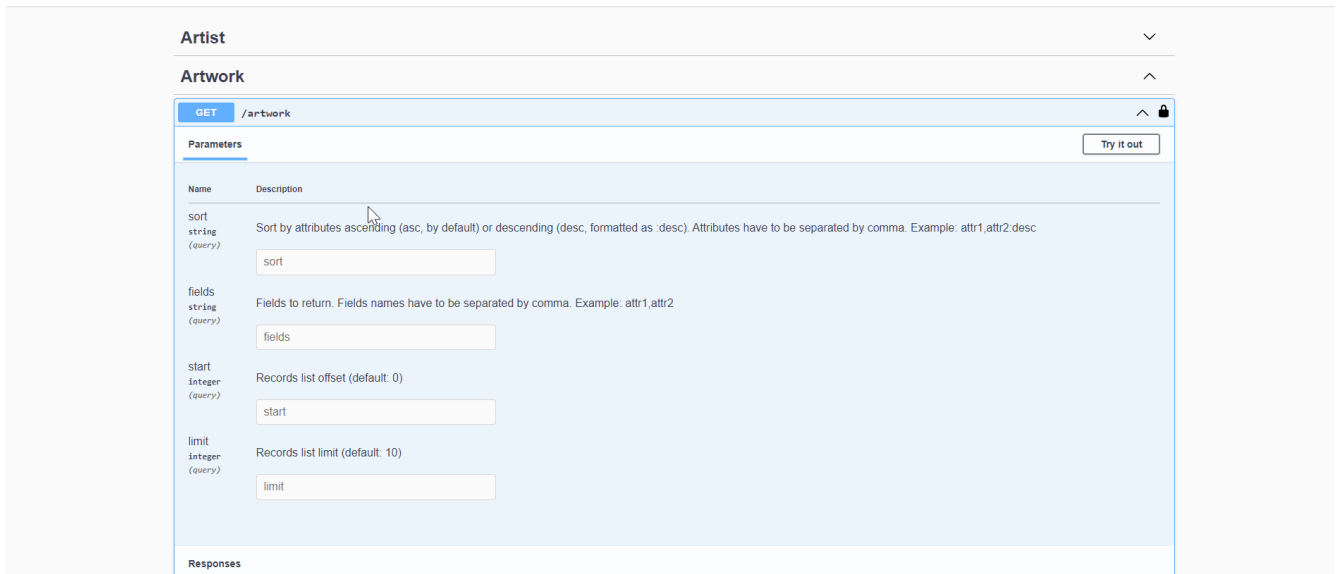 Artist
Artwork
GET /artwork
Parameters
Try it out
Name Description
sort
string
(query)
Sort by attributes ascending (asc, by default) or descending (desc, formatted as :desc). Attributes have to be separated by comma. Example: attr1,attr2:desc
sort
fields
string
(query)
Fields to return. Fields names have to be separated by comma. Example: attr1,attr2
fields
start
integer
(query)
Records list offset (default: 0)
start
limit
integer
(query)
Records list limit (default: 10)
limit
Responses